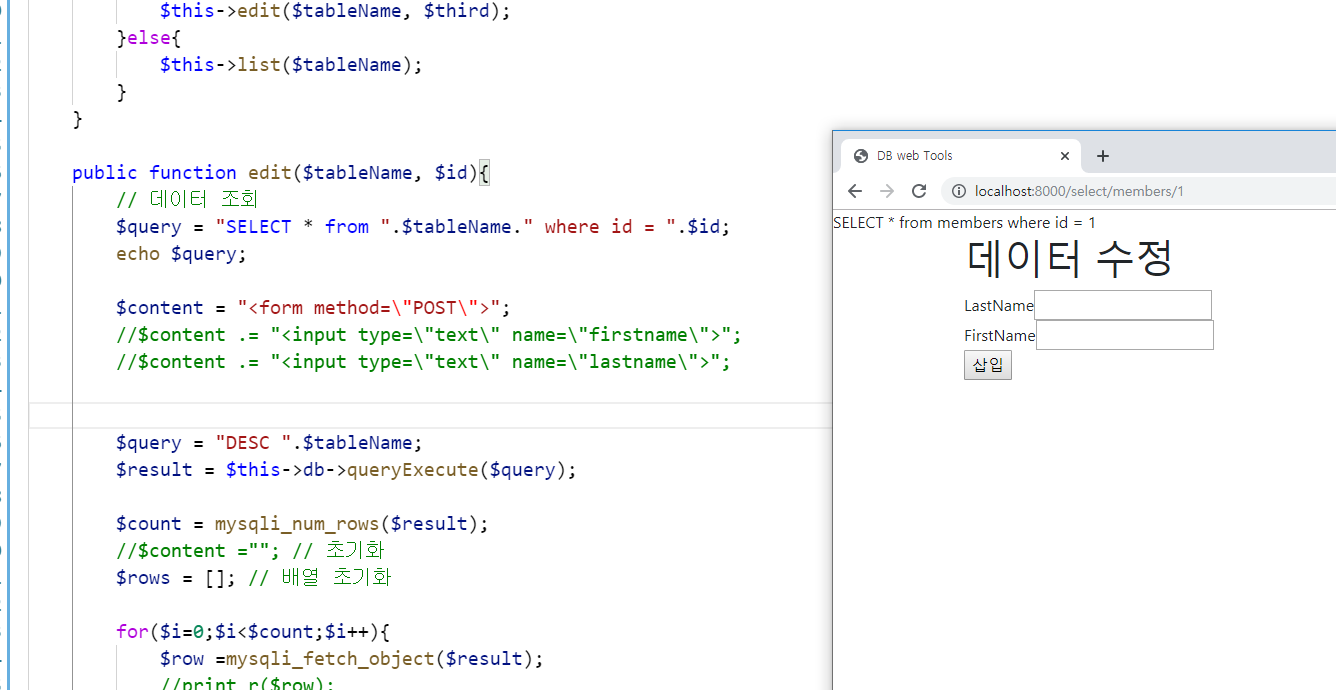 $this->edit($tableName, $third);
}else{
$this->list($tableName);
}
}
public function edit($tableName, $id){
// 데이터 조회
$query = "SELECT * from ".$tableName." where id = ".$id;
echo $query;
$content = "<form method=\"POST\">";
//$content .= "<input type=\"text\" name=\"firstname\">";
//$content .= "<input type=\"text\" name=\"lastname\">";
$query = "DESC ".$tableName;
$result = $this->db->queryExecute($query);
$count = mysqli_num_rows($result);
//$content =""; // 초기화
$rows = []; // 배열 초기화
for($i=0;$i<$count;$i++){
$row =mysqli_fetch_object($result);
//print_r($row);
DB web Tools
localhost:8000/select/members/1
SELECT * from members where id = 1
데이터 수정
LastName
FirstName
삽입